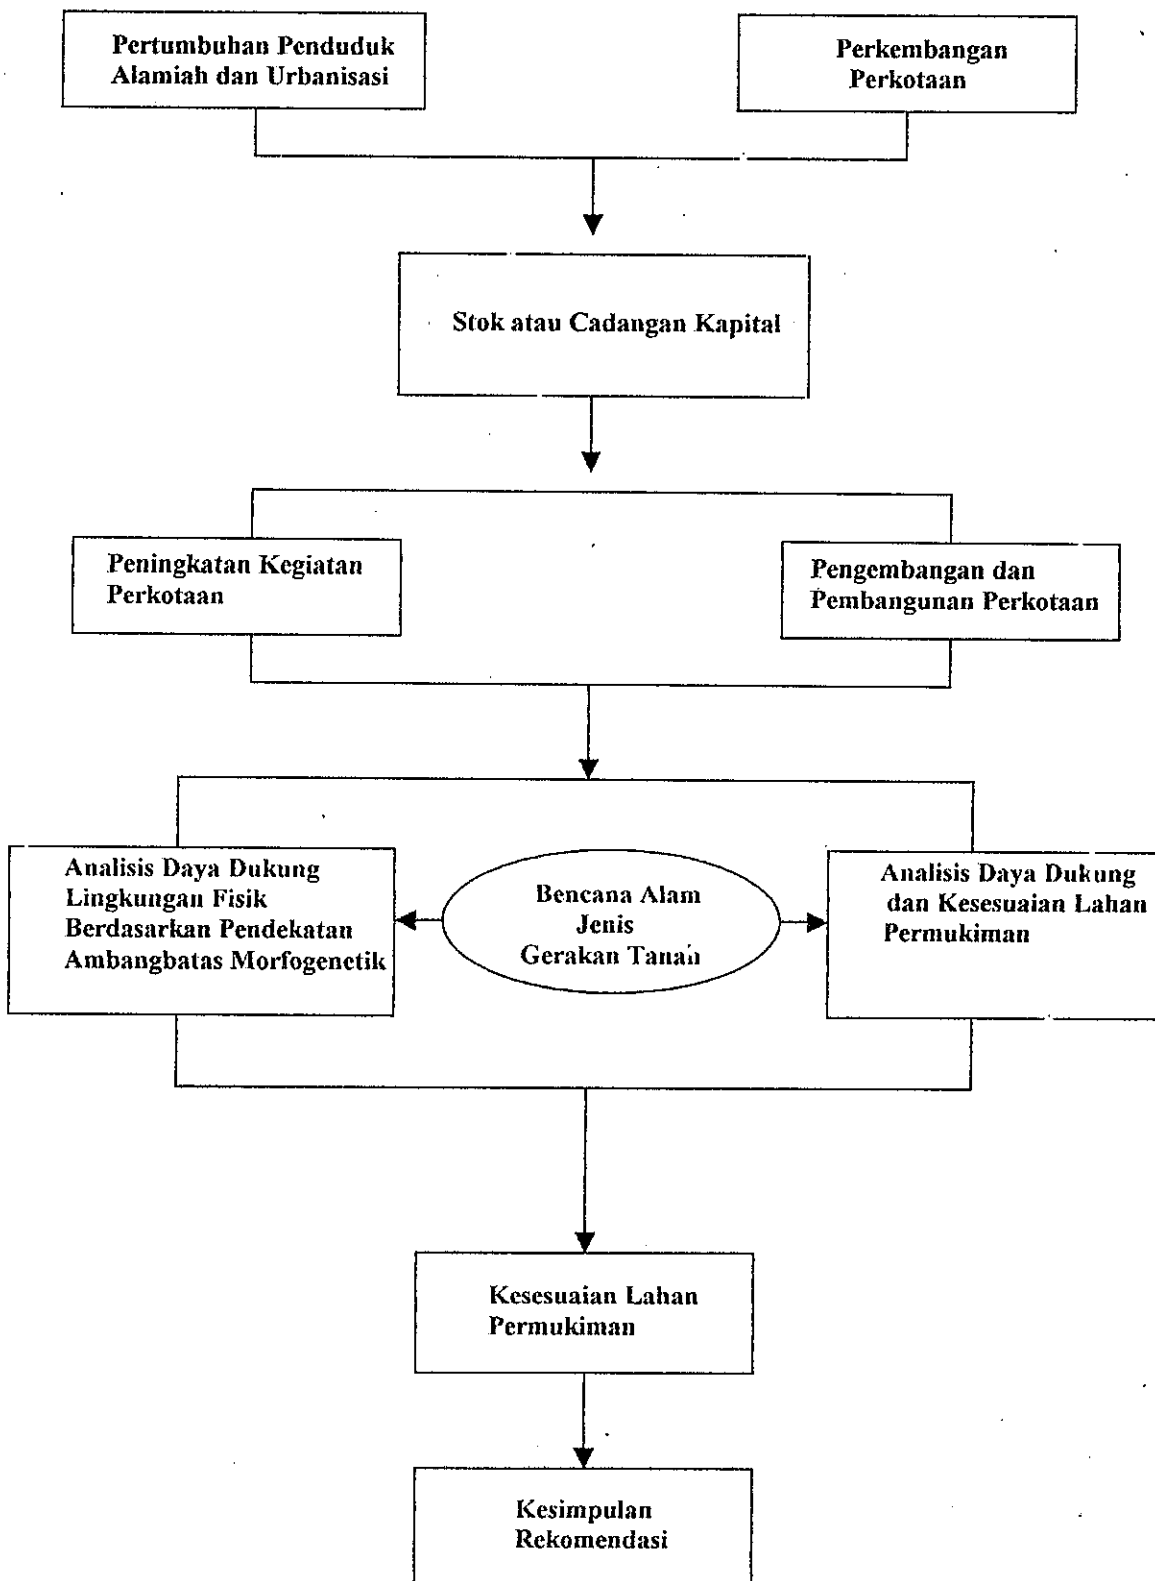 Pertumbuhan Penduduk
Alamiah dan Urbanisasi
Perkembangan
Perkotaan
Stok atau Cadangan Kapital
Peningkatan Kegiatan
Perkotaan
Pengembangan dan
Pembangunan Perkotaan
Analisis Daya Dukung
Lingkungan Fisik
Berdasarkan Pendekatan
Ambangbatas Morfogenetik
Bencana Alam
Jenis
Gerakan Tanah
Analisis Daya Dukung
dan Kesesuaian Lahan
Permukiman
Kesesuaian Lahan
Permukiman
Kesimpulan
Rekomendasi